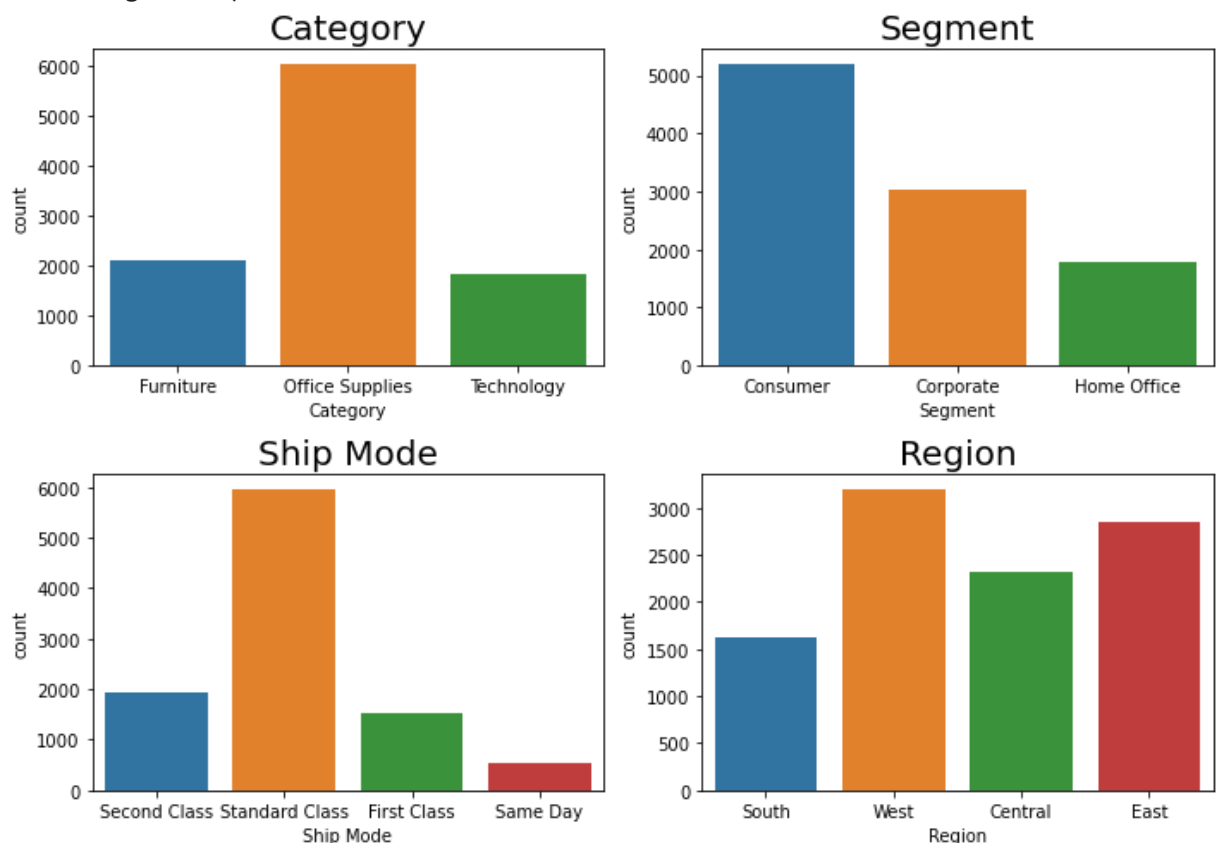 Category
6000
5000
4000
3000
2000
1000
0
count
Furniture Office Supplies Technology
Category
Segment
5000
4000
3000
2000
1000
0
count
Consumer Corporate Home Office
Segment
Ship Mode
6000
5000
4000
3000
2000
1000
0
count
Second Class Standard Class First Class Same Day
Ship Mode
Region
3000
2500
2000
1500
1000
500
0
count
South West Central East
Region